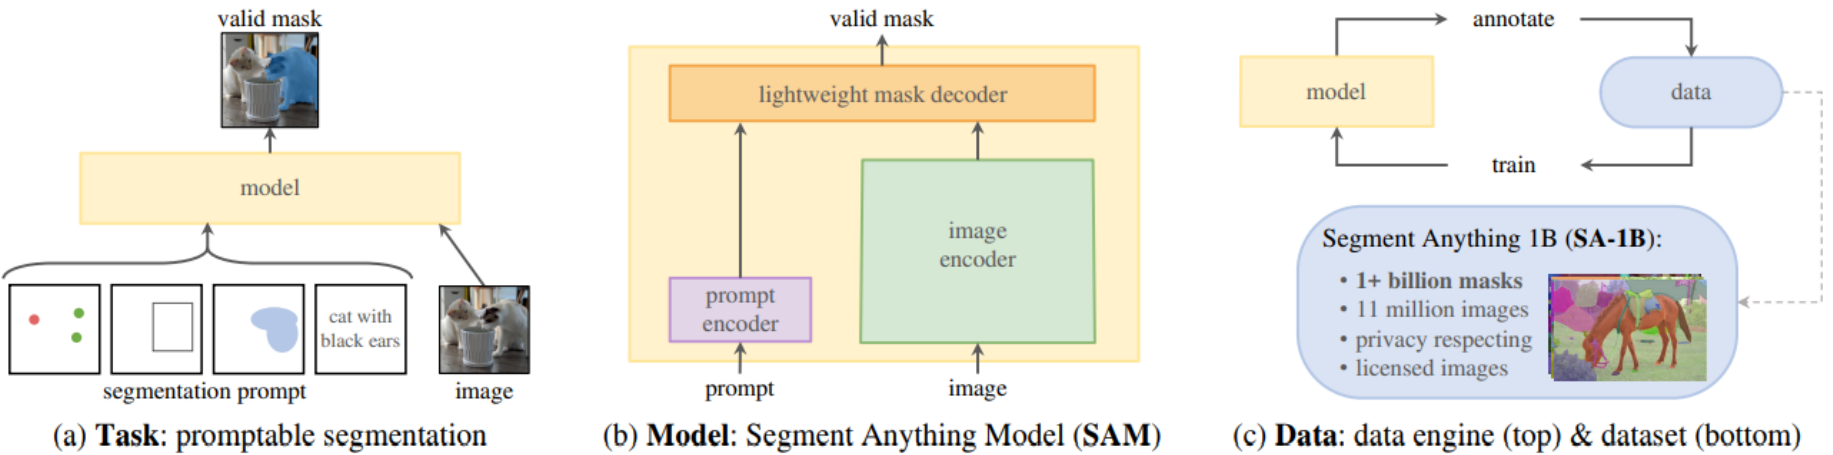 valid mask
model
cat with
black ears
segmentation prompt
image
(a) Task: promptable segmentation
valid mask
lightweight mask decoder
image
encoder
prompt
encoder
prompt
image
(b) Model: Segment Anything Model (SAM)
annotate
model
data
train
Segment Anything 1B (SA-1B):
• 1+ billion masks
• 11 million images
• privacy respecting
• licensed images
(c) Data: data engine (top) & dataset (bottom)